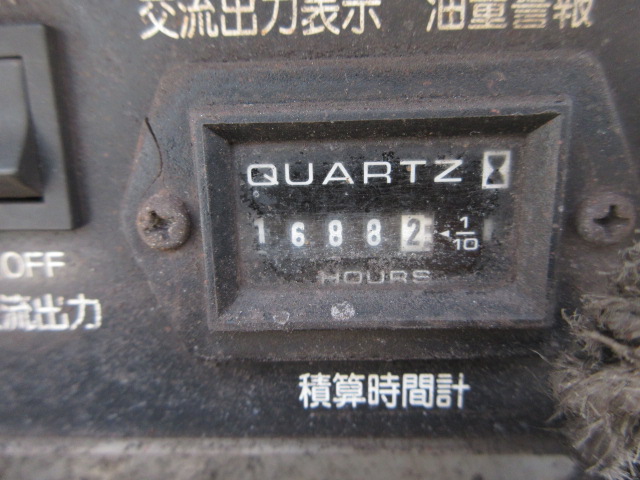 交流出力表示 油量警報
QUARTZ
16882 1/10
HOURS
OFF
流出力
積算時間計